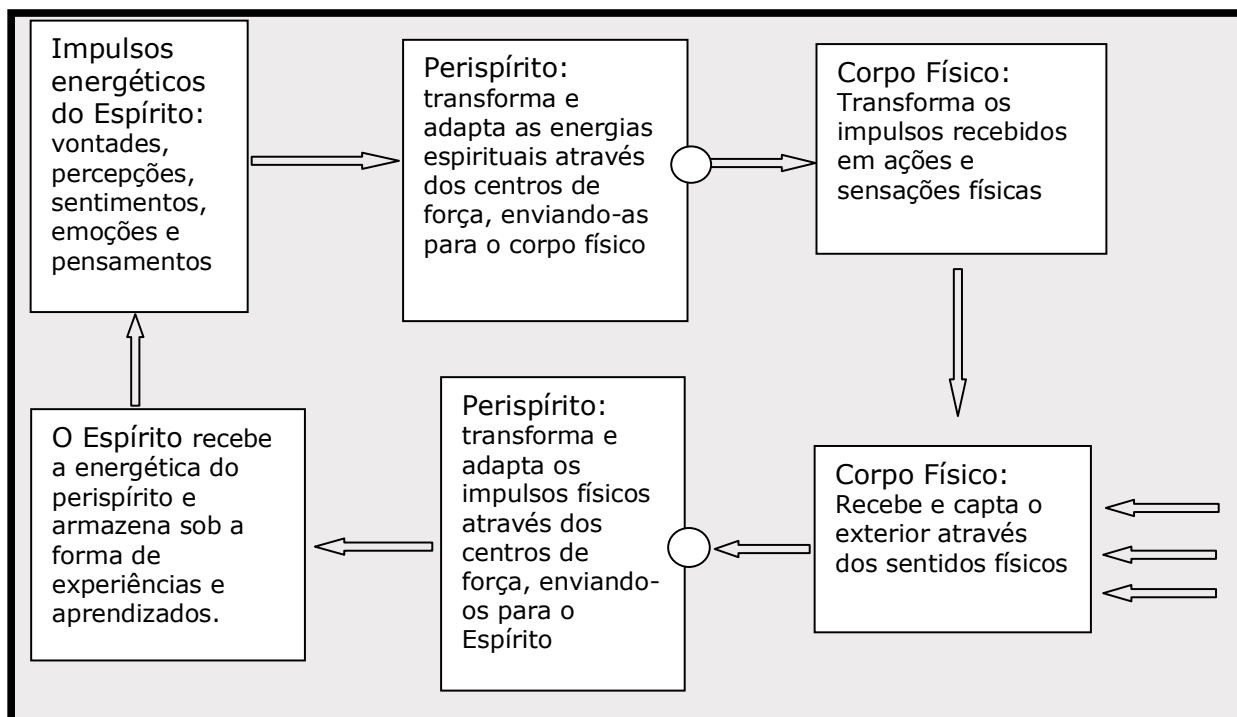 Impulsos
energéticos
do Espírito:
vontades,
percepções,
sentimentos,
emoções e
pensamentos
Perispírito:
transforma e
adapta as energias
espirituais através
dos centros de
força, enviando-as
para o corpo físico
Corpo Físico:
Transforma os
impulsos recebidos
em ações e
sensações físicas
Corpo Físico:
Recebe e capta o
exterior através
dos sentidos físicos
Perispírito:
transforma e
adapta os
impulsos físicos
através dos
centros de
força, enviando-
os para o
Espírito
O Espírito recebe
a energética do
perispírito e
armazena sob a
forma de
experiências e
aprendizados.